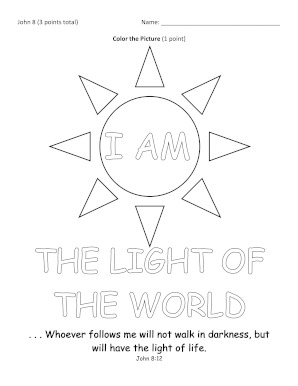 John 8 (3 points total) Name: ______________________________
Color the Picture (1 point)
I AM
THE LIGHT OF
THE WORLD
. . . Whoever follows me will not walk in darkness, but
will have the light of life.
John 8:12